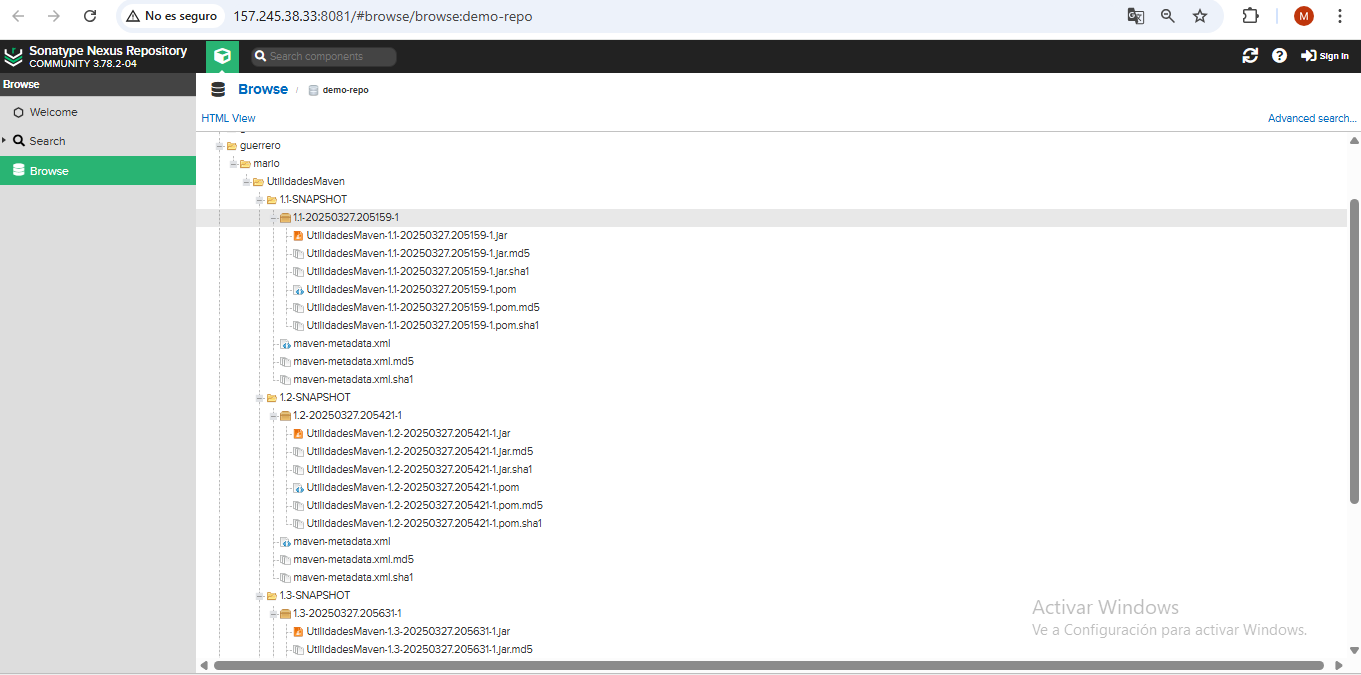 No es seguro 157.245.38.33:8081/#browse/browse:demo-repo M
Sonatype Nexus Repository
COMMUNITY 3.78.2-04
Search components
Sign in
Browse
Browse / demo-repo
Welcome
HTML View Advanced search...
Search
Browse
guerrero
mario
UtilidadesMaven
1.1-SNAPSHOT
1.1-20250327.205159-1
UtilidadesMaven-1.1-20250327.205159-1.jar
UtilidadesMaven-1.1-20250327.205159-1.jar.md5
UtilidadesMaven-1.1-20250327.205159-1.jar.sha1
UtilidadesMaven-1.1-20250327.205159-1.pom
UtilidadesMaven-1.1-20250327.205159-1.pom.md5
UtilidadesMaven-1.1-20250327.205159-1.pom.sha1
maven-metadata.xml
maven-metadata.xml.md5
maven-metadata.xml.sha1
1.2-SNAPSHOT
1.2-20250327.205421-1
UtilidadesMaven-1.2-20250327.205421-1.jar
UtilidadesMaven-1.2-20250327.205421-1.jar.md5
UtilidadesMaven-1.2-20250327.205421-1.jar.sha1
UtilidadesMaven-1.2-20250327.205421-1.pom
UtilidadesMaven-1.2-20250327.205421-1.pom.md5
UtilidadesMaven-1.2-20250327.205421-1.pom.sha1
maven-metadata.xml
maven-metadata.xml.md5
maven-metadata.xml.sha1
1.3-SNAPSHOT
1.3-20250327.205631-1
UtilidadesMaven-1.3-20250327.205631-1.jar
UtilidadesMaven-1.3-20250327.205631-1.jar.md5
Activar Windows
Ve a Configuración para activar Windows.